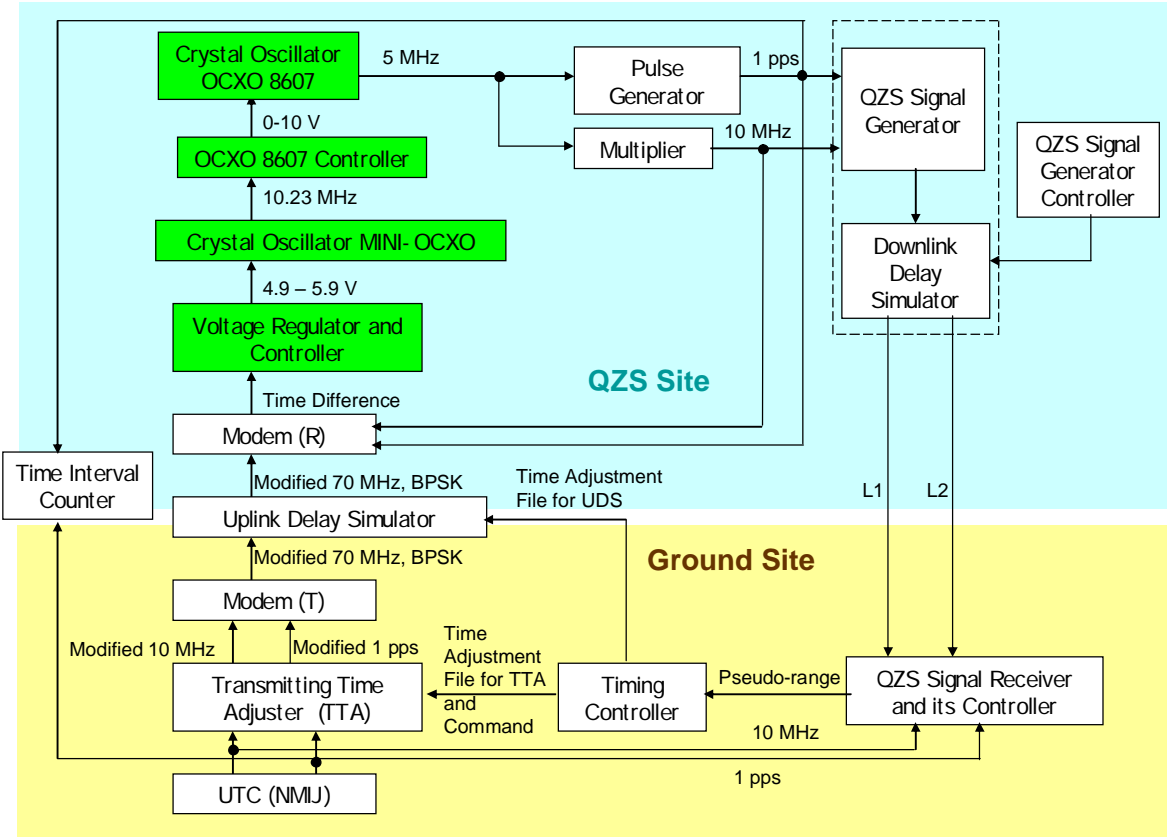 Crystal Oscillator
OCXO 8607
5 MHz
Pulse
Generator
1 pps
QZS Signal
Generator
0-10 V
10 MHz
Multiplier
OCXO 8607 Controller
QZS Signal
Generator
Controller
10.23 MHz
Crystal Oscillator MINI- OCXO
Downlink
Delay
Simulator
4.9 – 5.9 V
Voltage Regulator and
Controller
QZS Site
Time Difference
Modem (R)
Time Interval
Counter
Modified 70 MHz, BPSK
Time Adjustment
File for UDS
L1
L2
Uplink Delay Simulator
Modified 70 MHz, BPSK
Ground Site
Modem (T)
Modified 10 MHz
Modified 1 pps
Time
Adjustment
File for TTA
and
Command
Transmitting Time
Adjuster (TTA)
Timing
Controller
Pseudo-range
QZS Signal Receiver
and its Controller
10 MHz
1 pps
UTC (NMIJ)